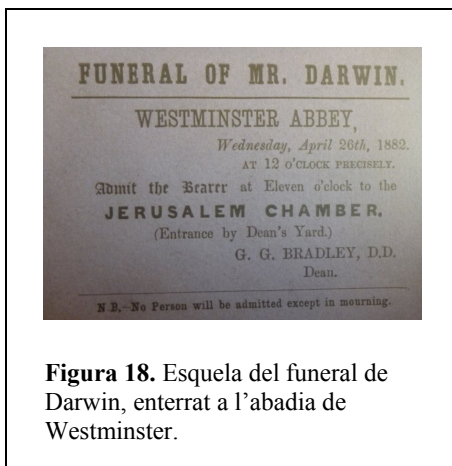 FUNERAL OF MR. DARWIN.
WESTMINSTER ABBEY,
Wednesday, April 26th, 1882.
AT 12 O'CLOCK PRECISELY.
Admit the Bearer at Eleven o'clock to the
JERUSALEM CHAMBER.
(Entrance by Dean's Yard.)
G. G. BRADLEY, D.D.
Dean.
N.B.—No Person will be admitted except in mourning.
Figura 18. Esquela del funeral de
Darwin, enterrat a l'abadia de
Westminster.